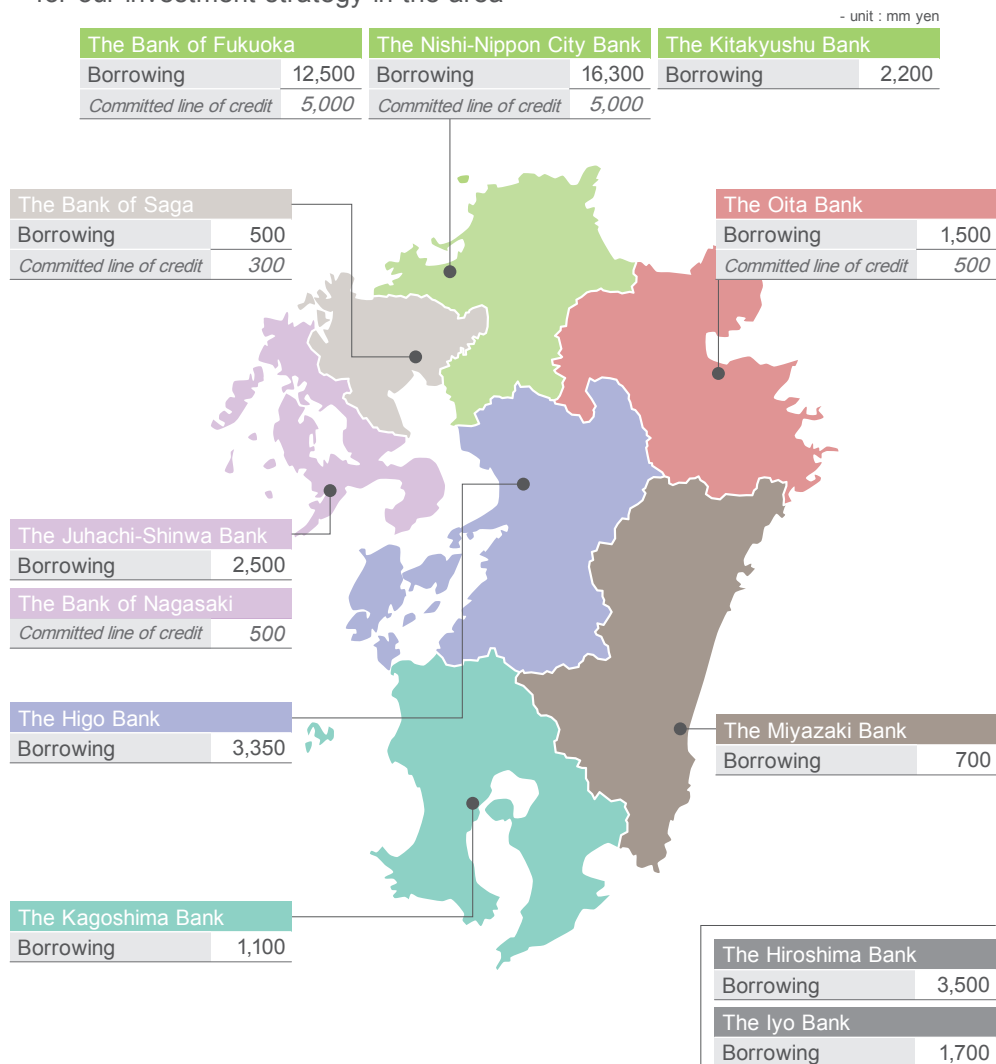 for our investment strategy in the area
- unit : mm yen
The Bank of Fukuoka
Borrowing 12,500
Committed line of credit 5,000
The Nishi-Nippon City Bank
Borrowing 16,300
Committed line of credit 5,000
The Kitakyushu Bank
Borrowing 2,200
The Bank of Saga
Borrowing 500
Committed line of credit 300
The Oita Bank
Borrowing 1,500
Committed line of credit 500
The Juhachi-Shinwa Bank
Borrowing 2,500
The Bank of Nagasaki
Committed line of credit 500
The Higo Bank
Borrowing 3,350
The Miyazaki Bank
Borrowing 700
The Kagoshima Bank
Borrowing 1,100
The Hiroshima Bank
Borrowing 3,500
The Iyo Bank
Borrowing 1,700